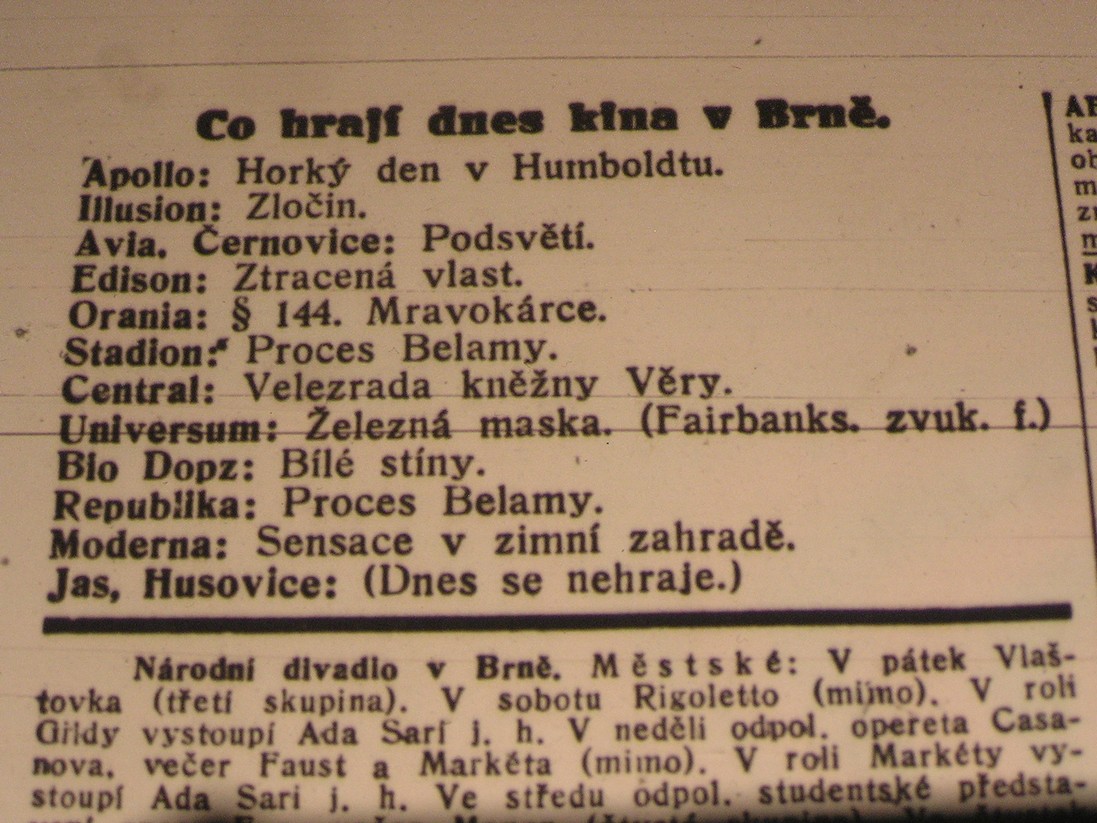 Co hrají dnes kina v Brně.
Apollo: Horký den v Humboldtu.
Illusion: Zločin.
Avia, Černovice: Podsvětí.
Edison: Ztracená vlast.
Orania: § 144. Mravokárce.
Stadion: Proces Belamy.
Central: Velezrada kněžny Věry.
Universum: Železná maska. (Fairbanks. zvuk. f.)
Bio Dopz: Bílé stíny.
Republika: Proces Belamy.
Moderna: Sensace v zimní zahradě.
Jas, Husovice: (Dnes se nehraje.)
Národní divadlo v Brně. Městské: V pátek Vlaš-
tovka (třetí skupina). V sobotu Rigoletto (mimo). V roli
Gildy vystoupí Ada Sari j. h. V neděli odpol. opereta Casa-
nova, večer Faust a Markéta (mimo). V roli Markéty vy-
stoupí Ada Sari j. h. Ve středu odpol. studentské předsta-